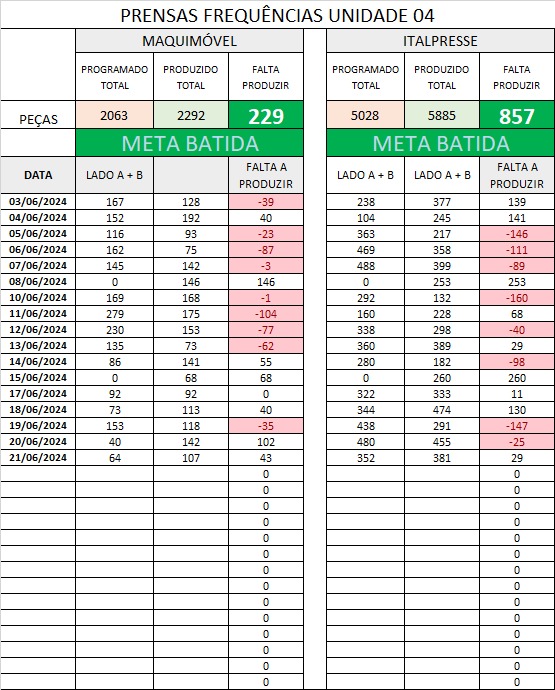 PRENSAS FREQUÊNCIAS UNIDADE 04
MAQUIMÓVEL ITALPRESSE
PROGRAMADO TOTAL PRODUZIDO TOTAL FALTA PRODUZIR PROGRAMADO TOTAL PRODUZIDO TOTAL FALTA PRODUZIR
PEÇAS 2063 2292 229 5028 5885 857
META BATIDA META BATIDA
DATA LADO A + B FALTA A PRODUZIR LADO A + B LADO A + B FALTA A PRODUZIR
03/06/2024 167 128 -39 238 377 139
04/06/2024 152 192 40 104 245 141
05/06/2024 116 93 -23 363 217 -146
06/06/2024 162 75 -87 469 358 -111
07/06/2024 145 142 -3 488 399 -89
08/06/2024 0 146 146 0 253 253
10/06/2024 169 168 -1 292 132 -160
11/06/2024 279 175 -104 160 228 68
12/06/2024 230 153 -77 338 298 -40
13/06/2024 135 73 -62 360 389 29
14/06/2024 86 141 55 280 182 -98
15/06/2024 0 68 68 0 260 260
17/06/2024 92 92 0 322 333 11
18/06/2024 73 113 40 344 474 130
19/06/2024 153 118 -35 438 291 -147
20/06/2024 40 142 102 480 455 -25
21/06/2024 64 107 43 352 381 29
0 0
0 0
0 0
0 0
0 0
0 0
0 0
0 0
0 0
0 0
0 0
0 0
0 0
0 0